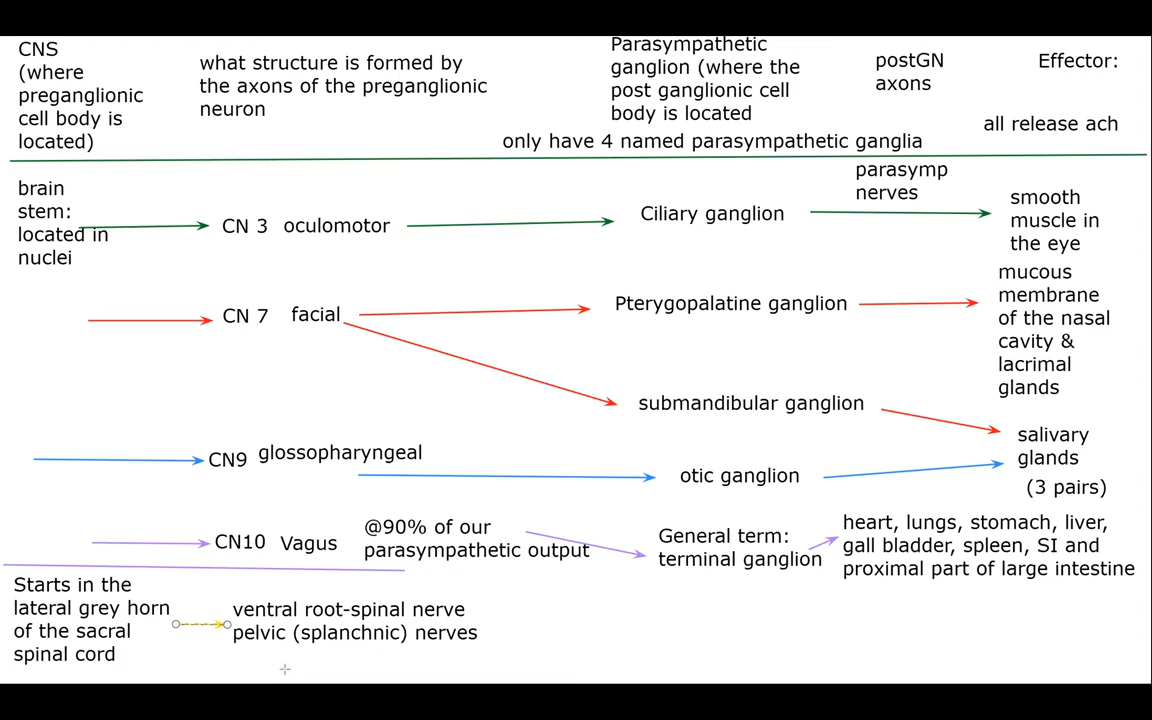 CNS
(where
preganglionic
cell body is
located)
what structure is formed by
the axons of the preganglionic
neuron
Parasympathetic
ganglion (where the
post ganglionic cell
body is located
only have 4 named parasympathetic ganglia
postGN
axons
Effector:
all release ach
brain
stem:
located in
nuclei
CN 3 oculomotor
Ciliary ganglion
parasymp
nerves
smooth
muscle in
the eye
CN 7 facial
Pterygopalatine ganglion
mucous
membrane
of the nasal
cavity &
lacrimal
glands
submandibular ganglion
salivary
glands
(3 pairs)
CN9 glossopharyngeal
otic ganglion
CN10 Vagus
@90% of our
parasympathetic output
General term:
terminal ganglion
heart, lungs, stomach, liver,
gall bladder, spleen, SI and
proximal part of large intestine
Starts in the
lateral grey horn
of the sacral
spinal cord
ventral root-spinal nerve
pelvic (splanchnic) nerves